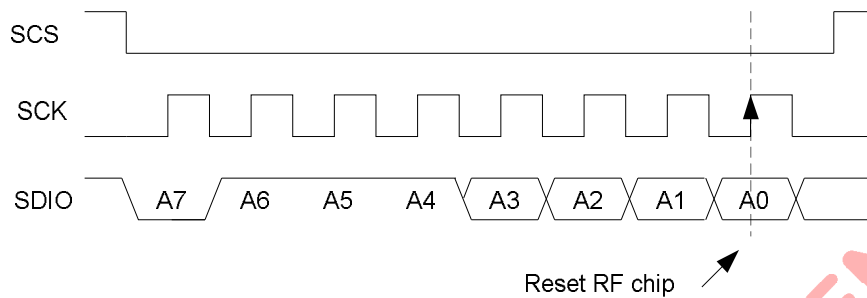 SCS
SCK
SDIO
A7 A6 A5 A4 A3 A2 A1 A0
Reset RF chip